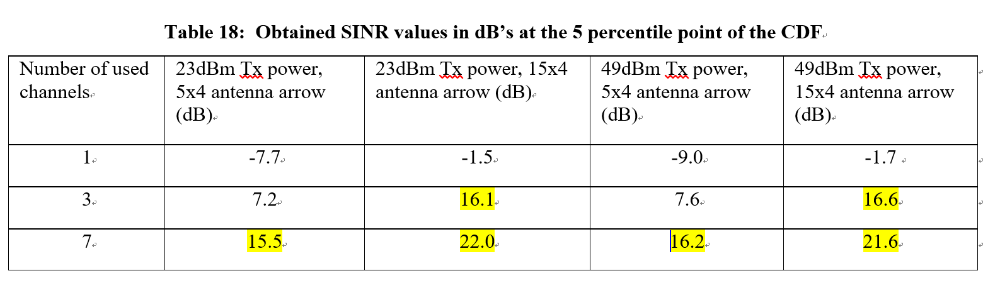 Table 18:  Obtained SINR values in dB’s at the 5 percentile point of the CDF
Number of used
channels
23dBm Tx power,
5x4 antenna arrow
(dB)
23dBm Tx power, 15x4
antenna arrow (dB)
49dBm Tx power,
5x4 antenna arrow
(dB)
49dBm Tx power,
15x4 antenna arrow
(dB)
1 -7.7 -1.5 -9.0 -1.7
3 7.2 16.1 7.6 16.6
7 15.5 22.0 16.2 21.6